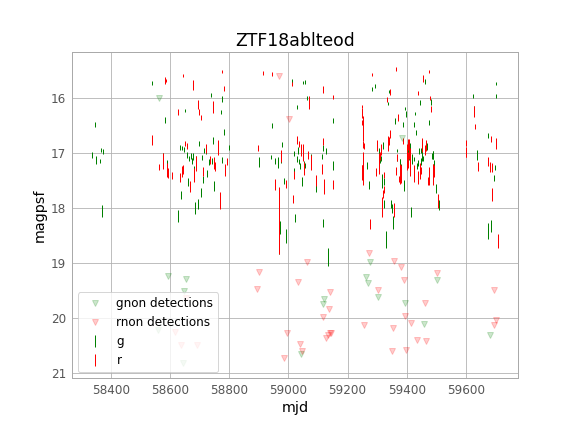 ZTF18ablteod
16
17
18
19
20
21
magpsf
gnon detections
rnon detections
g
r
58400 58600 58800 59000 59200 59400 59600
mjd